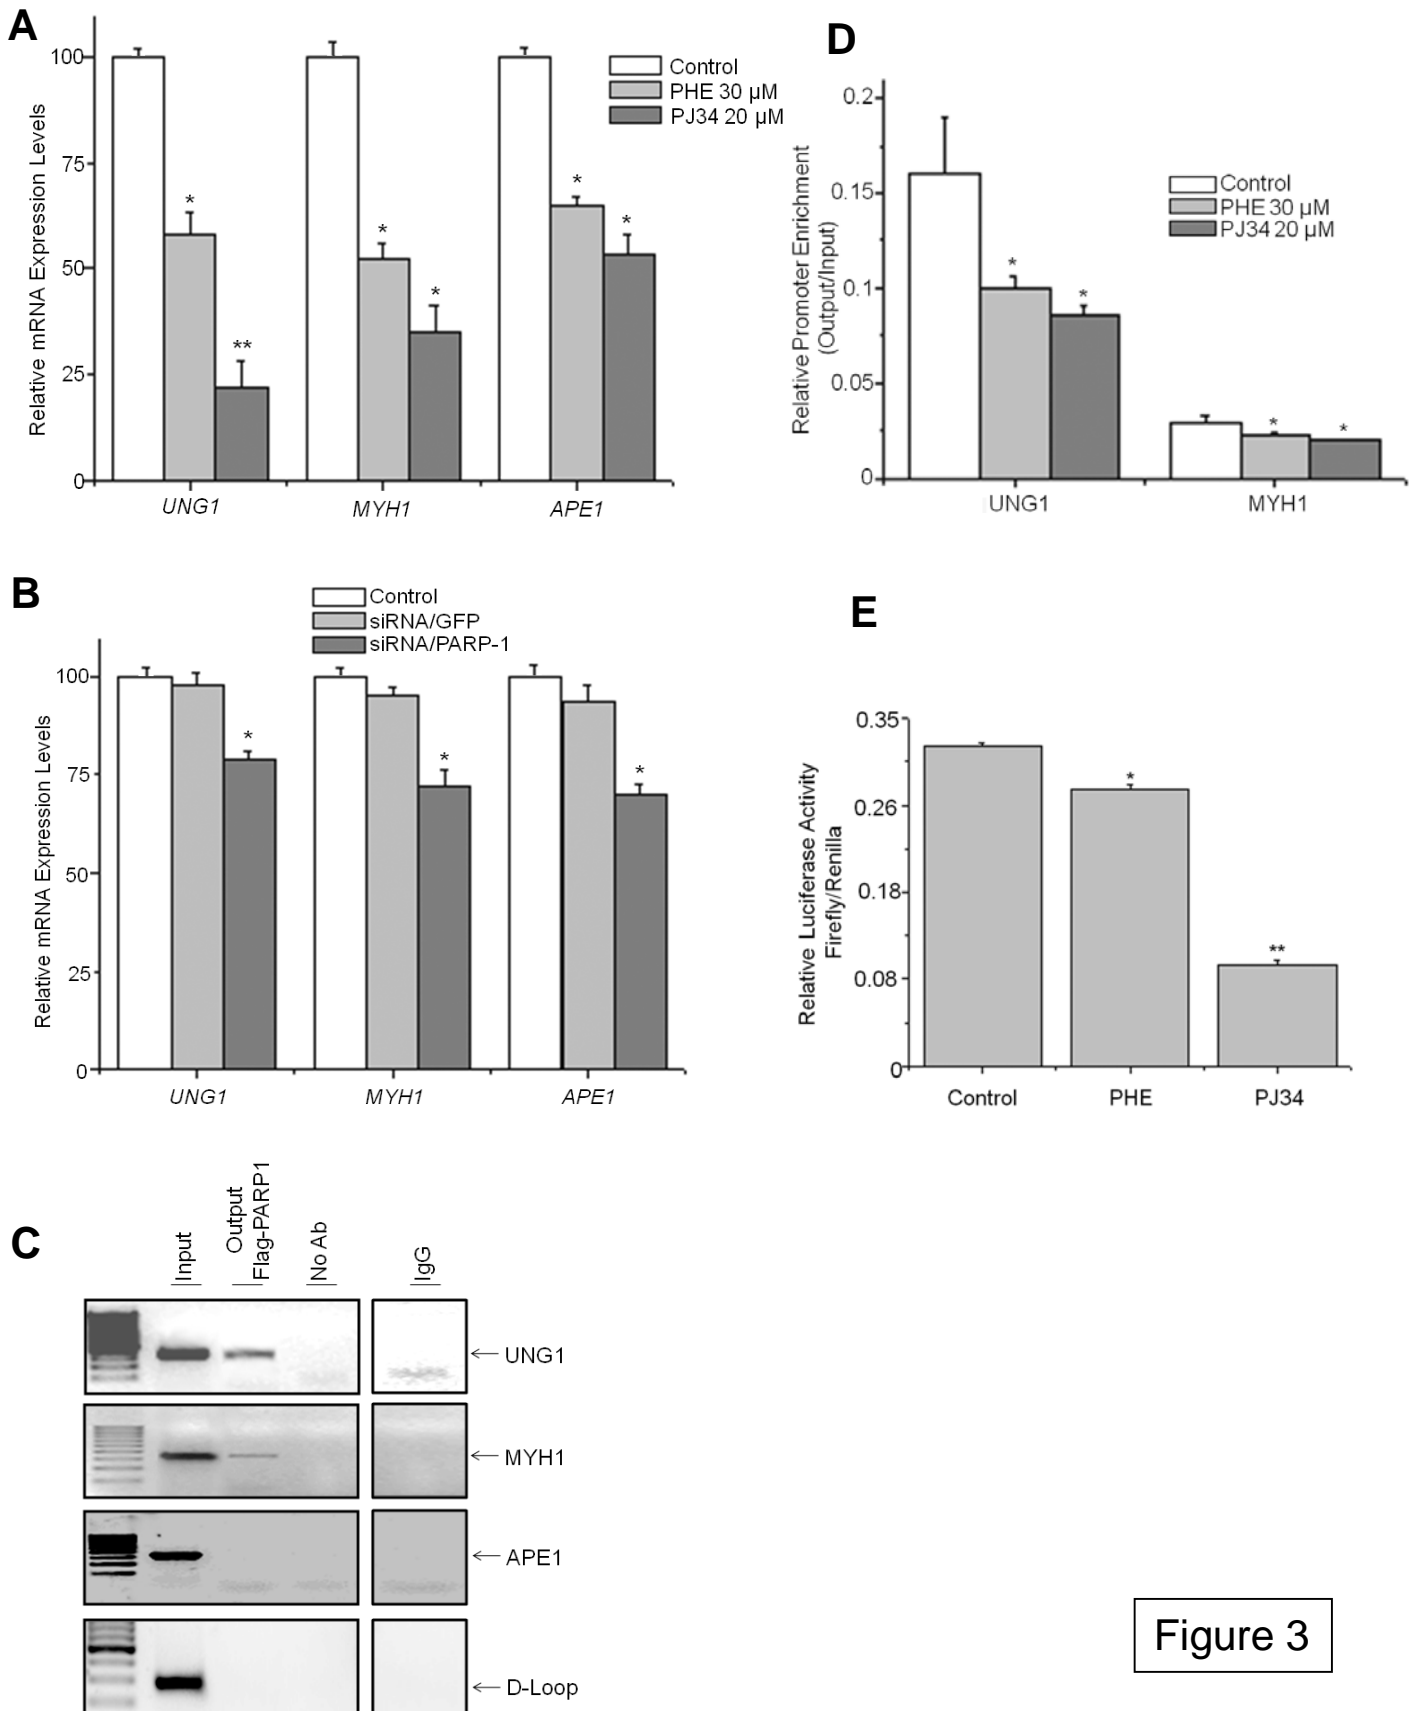 A
100
75
50
25
0
Relative mRNA Expression Levels
Control
PHE 30 µM
PJ34 20 µM
*
**
*
*
*
*
UNG1
MYH1
APE1
D
0.2
0.15
0.1
0.05
0
Relative Promoter Enrichment
(Output/Input)
Control
PHE 30 µM
PJ34 20 µM
*
*
*
*
UNG1
MYH1
B
Control
siRNA/GFP
siRNA/PARP-1
100
75
50
25
0
Relative mRNA Expression Levels
*
*
*
UNG1
MYH1
APE1
E
0.35
0.26
0.18
0.08
0
Relative Luciferase Activity
Firefly/Renilla
*
**
Control
PHE
PJ34
C
Input
Output
Flag-PARP1
No Ab
IgG
UNG1
MYH1
APE1
D-Loop
Figure 3